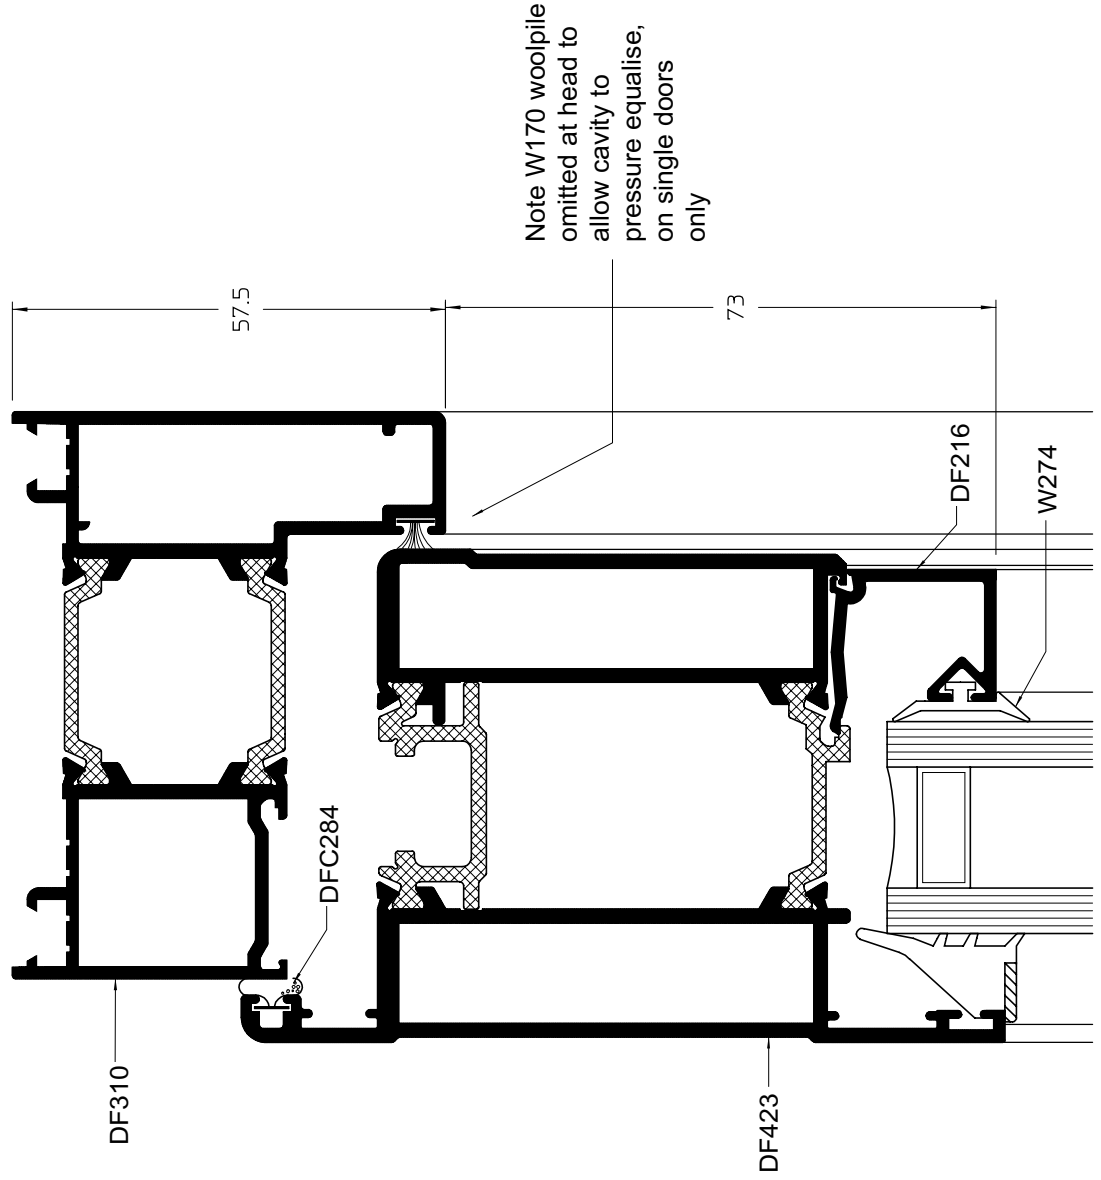 Note W170 woolpile
omitted at head to
allow cavity to
pressure equalise,
on single doors
only
57.5
73
DF216
W274
DFC284
DF310
DF423